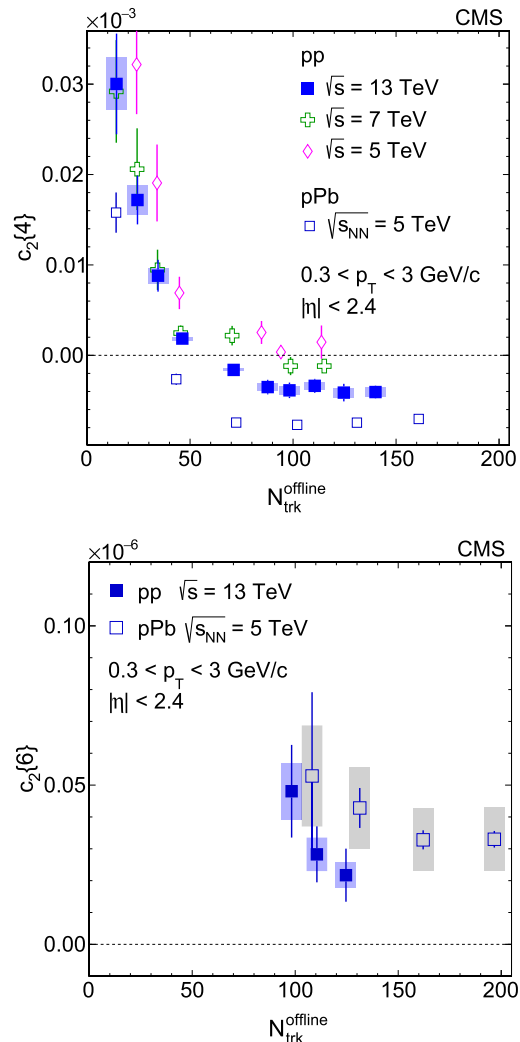 ×10⁻³
CMS
0.03
0.02
0.01
0.00
c₂{4}
pp
√s = 13 TeV
√s = 7 TeV
√s = 5 TeV
pPb
√s_NN = 5 TeV
0.3 < p_T < 3 GeV/c
|η| < 2.4
0 50 100 150 200
N_trk^offline
×10⁻⁶
CMS
0.10
0.05
0.00
c₂{6}
pp √s = 13 TeV
pPb √s_NN = 5 TeV
0.3 < p_T < 3 GeV/c
|η| < 2.4
0 50 100 150 200
N_trk^offline